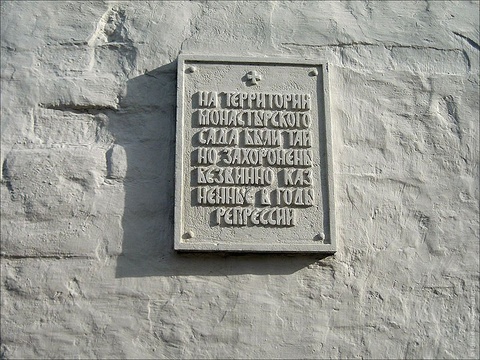 НА ТЕРРИТОРИИ
МОНАСТЫРСКОГО
САДА БЫЛИ ТАЙ
НО ЗАХОРОНЕНЫ
БЕЗВИННО КАЗ
НЕННЫЕ В ГОДЫ
РЕПРЕССИЙ